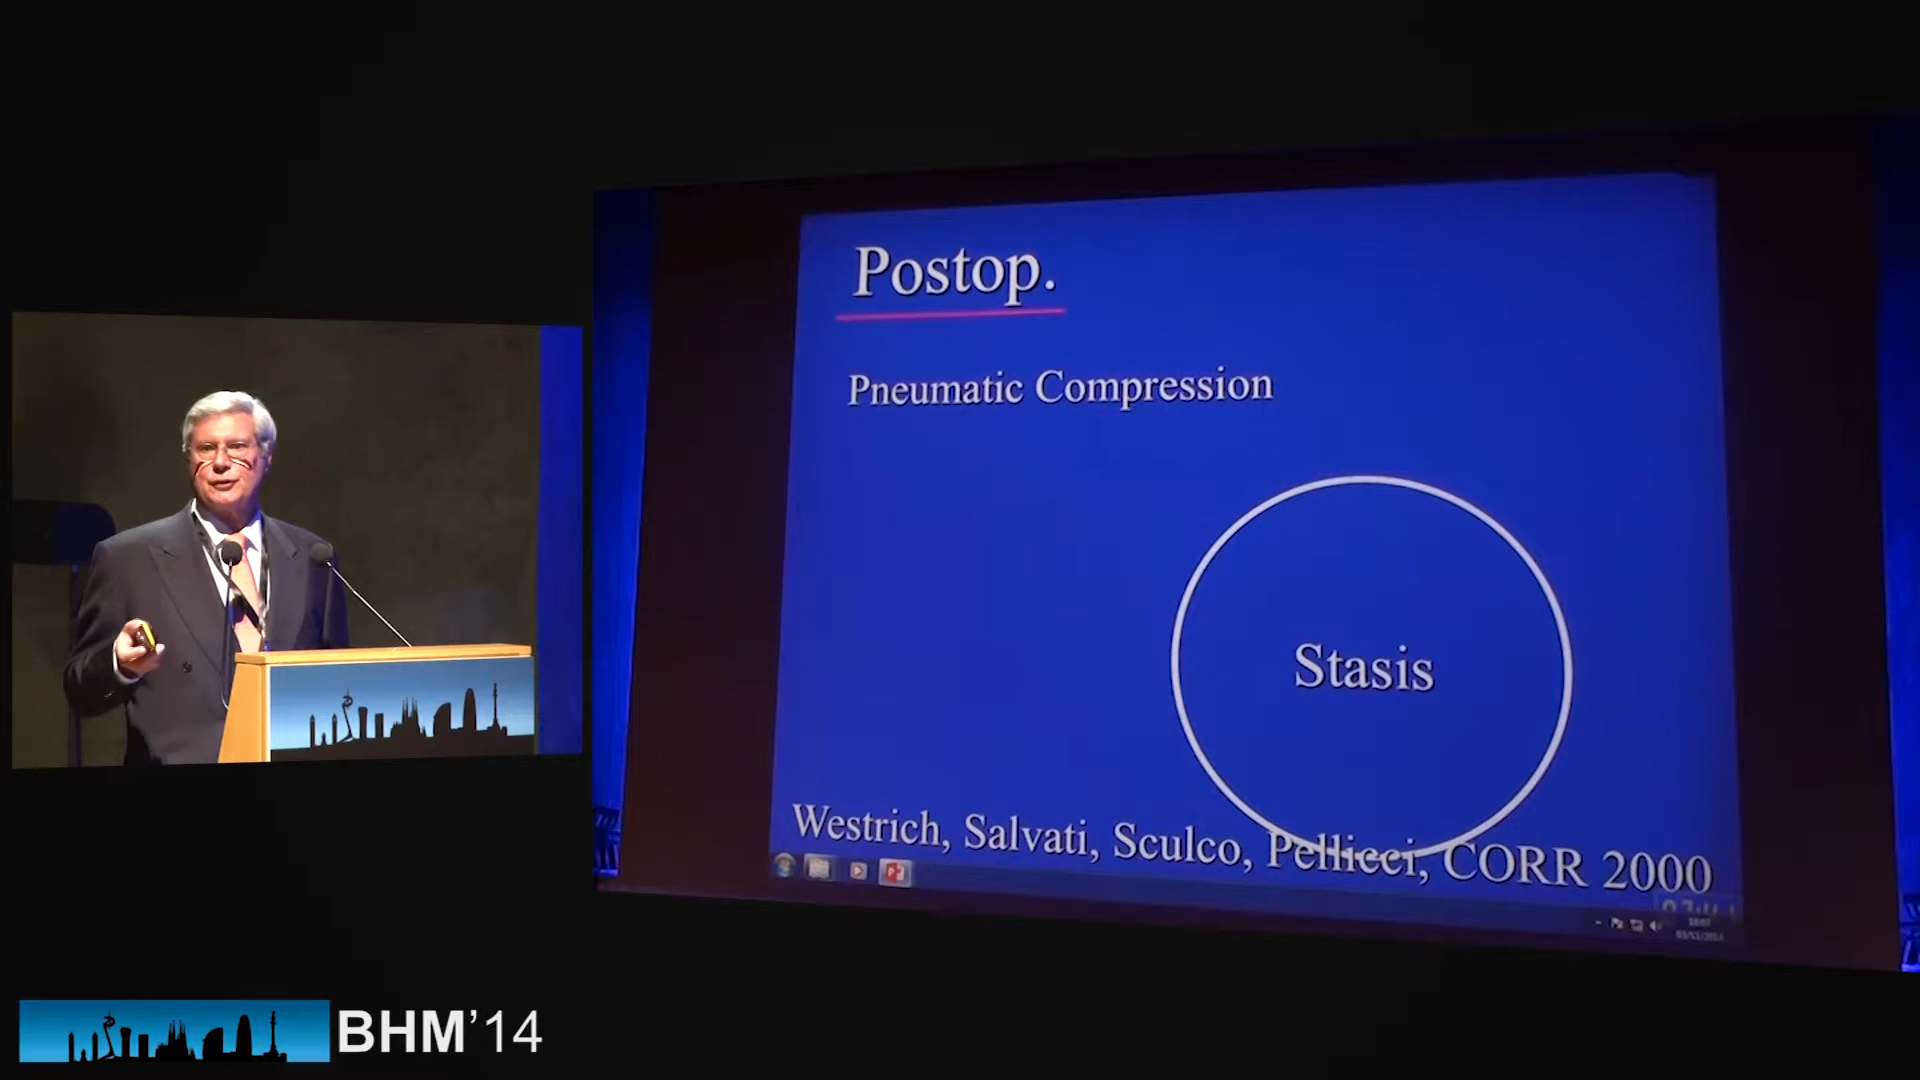 Postop.
Pneumatic Compression
Stasis
Westrich, Salvati, Sculco, Pellicci, CORR 2000
BHM'14